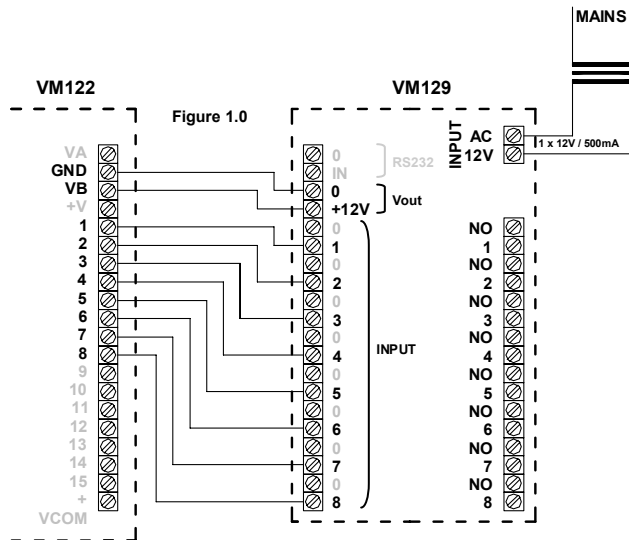 MAINS
VM122
VM129
Figure 1.0
VA
GND
VB
+V
1
2
3
4
5
6
7
8
9
10
11
12
13
14
15
+
VCOM
0
IN
RS232
0
+12V
Vout
0
1
0
2
0
3
0
4
0
5
0
6
0
7
0
8
INPUT
INPUT
AC
12V
1 x 12V / 500mA
NO
1
NO
2
NO
3
NO
4
NO
5
NO
6
NO
7
NO
8